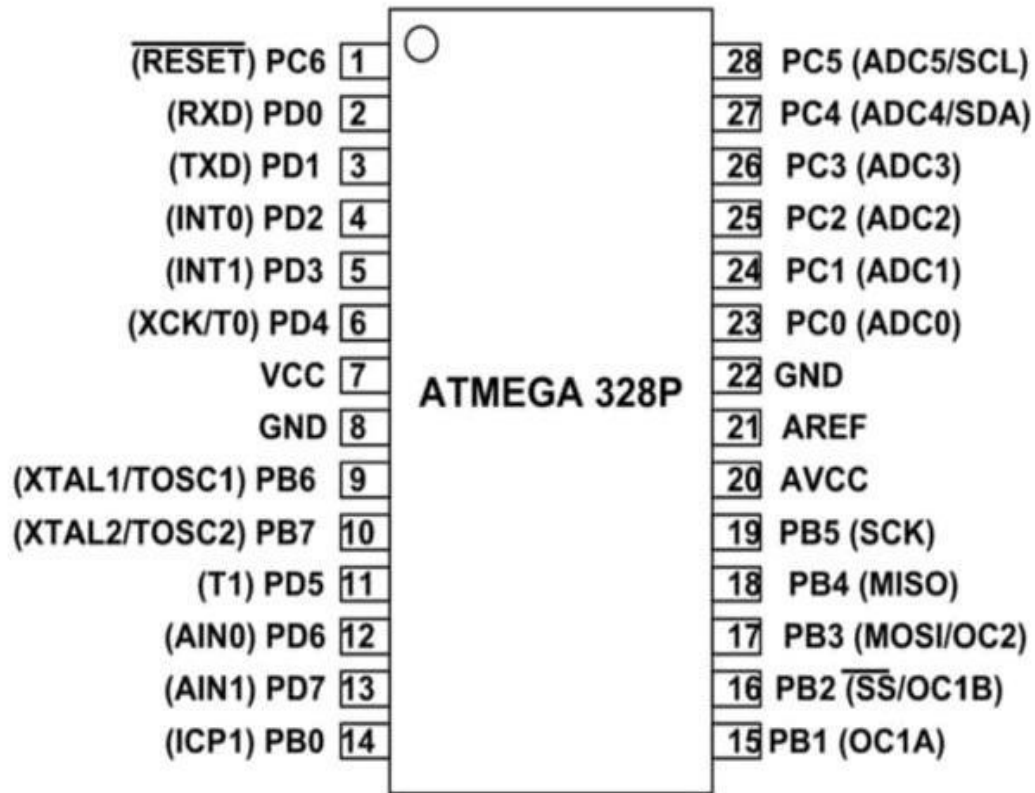 (RESET) PC6 1
(RXD) PD0 2
(TXD) PD1 3
(INT0) PD2 4
(INT1) PD3 5
(XCK/T0) PD4 6
VCC 7
GND 8
(XTAL1/TOSC1) PB6 9
(XTAL2/TOSC2) PB7 10
(T1) PD5 11
(AIN0) PD6 12
(AIN1) PD7 13
(ICP1) PB0 14
ATMEGA 328P
28 PC5 (ADC5/SCL)
27 PC4 (ADC4/SDA)
26 PC3 (ADC3)
25 PC2 (ADC2)
24 PC1 (ADC1)
23 PC0 (ADC0)
22 GND
21 AREF
20 AVCC
19 PB5 (SCK)
18 PB4 (MISO)
17 PB3 (MOSI/OC2)
16 PB2 (SS/OC1B)
15 PB1 (OC1A)